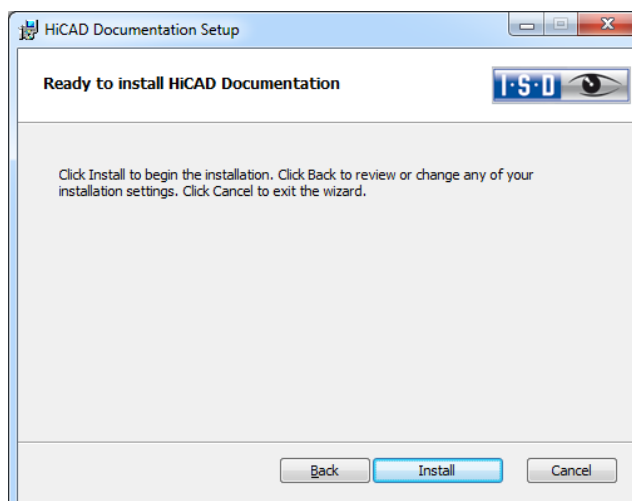 HiCAD Documentation Setup
Ready to install HiCAD Documentation
I·S·D
Click Install to begin the installation. Click Back to review or change any of your
installation settings. Click Cancel to exit the wizard.
Back Install Cancel